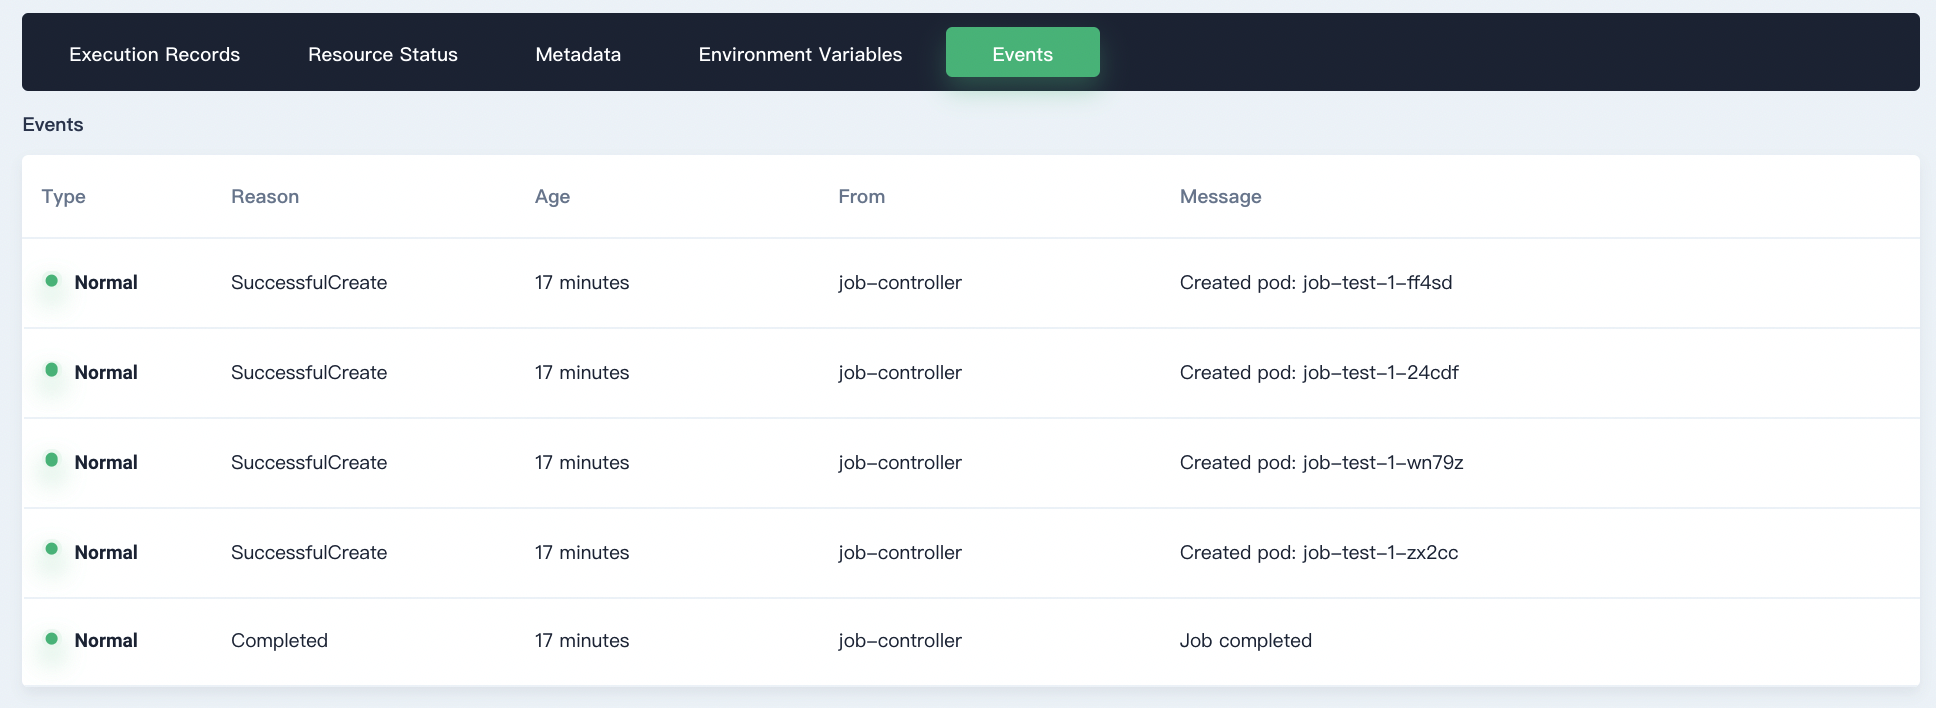 Execution Records Resource Status Metadata Environment Variables Events
Events
Type Reason Age From Message
Normal SuccessfulCreate 17 minutes job-controller Created pod: job-test-1-ff4sd
Normal SuccessfulCreate 17 minutes job-controller Created pod: job-test-1-24cdf
Normal SuccessfulCreate 17 minutes job-controller Created pod: job-test-1-wn79z
Normal SuccessfulCreate 17 minutes job-controller Created pod: job-test-1-zx2cc
Normal Completed 17 minutes job-controller Job completed